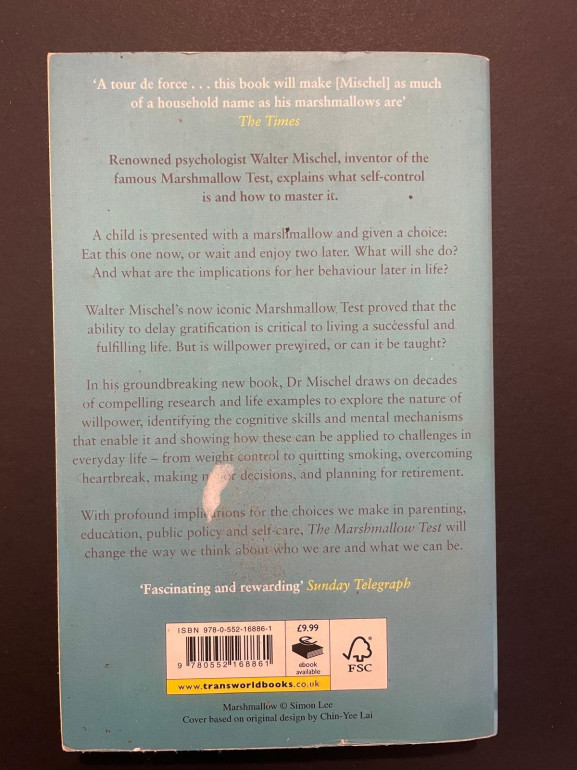 ‘A tour de force . . . this book will make [Mischel] as much
of a household name as his marshmallows are’
The Times
Renowned psychologist Walter Mischel, inventor of the
famous Marshmallow Test, explains what self-control
is and how to master it.
A child is presented with a marshmallow and given a choice:
Eat this one now, or wait and enjoy two later. What will she do?
And what are the implications for her behaviour later in life?
Walter Mischel’s now iconic Marshmallow Test proved that the
ability to delay gratification is critical to living a successful and
fulfilling life. But is willpower prewired, or can it be taught?
In his groundbreaking new book, Dr Mischel draws on decades
of compelling research and life examples to explore the nature of
willpower, identifying the cognitive skills and mental mechanisms
that enable it and showing how these can be applied to challenges in
everyday life – from weight control to quitting smoking, overcoming
heartbreak, making decisions, and planning for retirement.
With profound implications for the choices we make in parenting,
education, public policy and self-care, The Marshmallow Test will
change the way we think about who we are and what we can be.
‘Fascinating and rewarding’ Sunday Telegraph
ISBN 978-0-552-16886-1
£9.99
9 780552 168861
ebook
available
FSC
www.transworldbooks.co.uk
Marshmallow © Simon Lee
Cover based on original design by Chin-Yee Lai